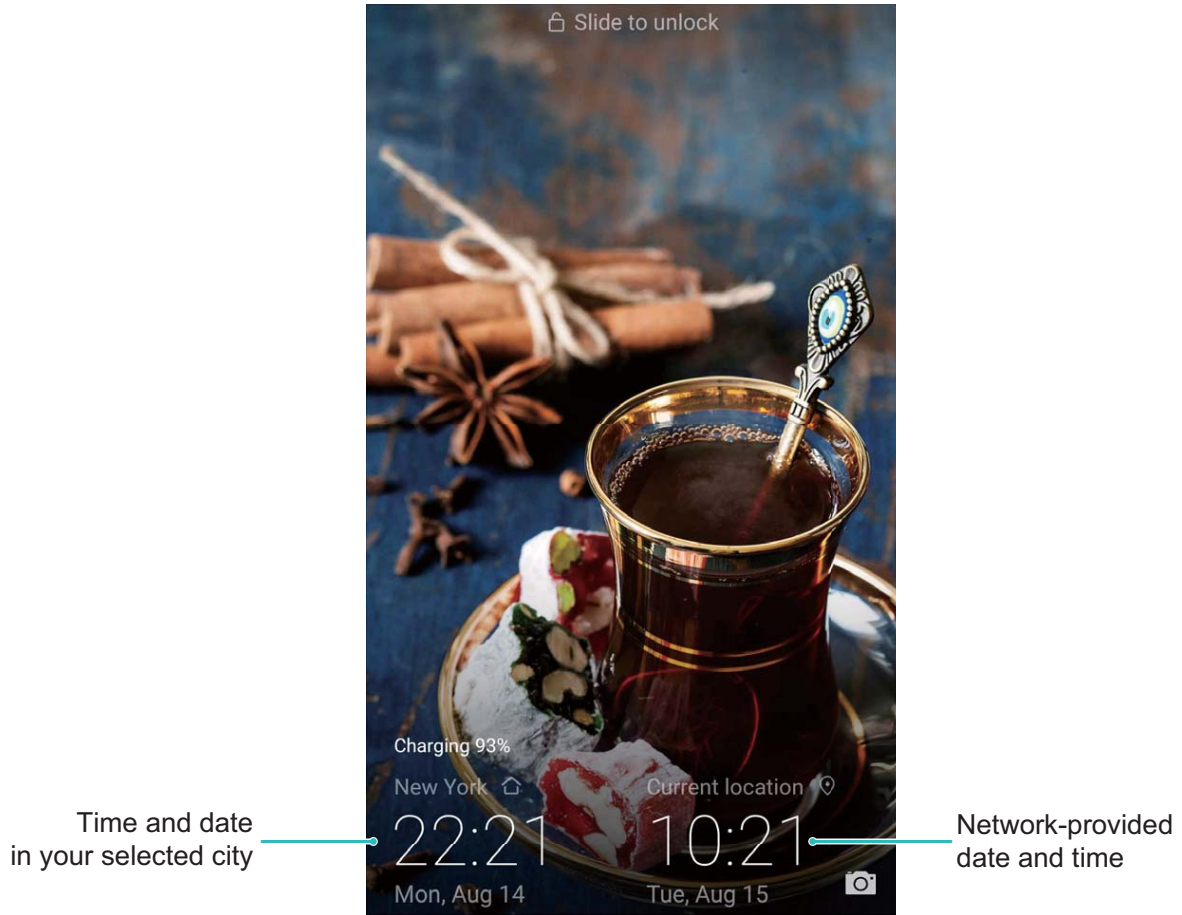 Slide to unlock
Charging 93%
New York
Current location
22:21
10:21
Mon, Aug 14
Tue, Aug 15
Time and date
in your selected city
Network-provided
date and time